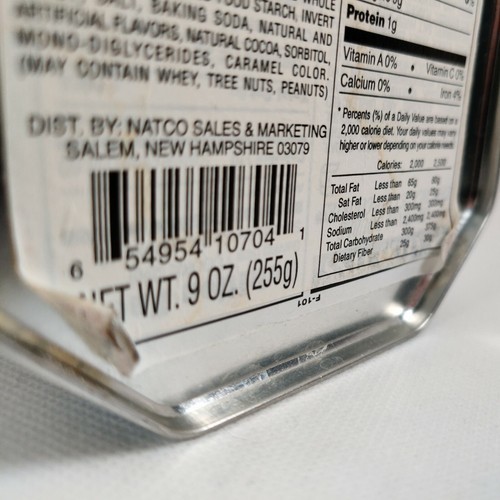 WHOLE
SALT, BAKING SODA, FOOD STARCH, INVERT
ARTIFICIAL FLAVORS, NATURAL COCOA, SORBITOL,
MONO-DIGLYCERIDES, CARAMEL COLOR.
(MAY CONTAIN WHEY, TREE NUTS, PEANUTS)
DIST. BY: NATCO SALES & MARKETING
SALEM, NEW HAMPSHIRE 03079
6 54954 10704 1
NET WT. 9 OZ. (255g)
Protein 1g
Vitamin A 0% • Vitamin C 0%
Calcium 0% • Iron 4%
* Percents (%) of a Daily Value are based on a
2,000 calorie diet. Your daily values may vary
higher or lower depending on your calorie needs:
Calories: 2,000 2,500
Total Fat Less than 65g 80g
Sat Fat Less than 20g 25g
Cholesterol Less than 300mg 300mg
Sodium Less than 2,400mg 2,400mg
Total Carbohydrate 300g 375g
Dietary Fiber 25g 30g
F-101